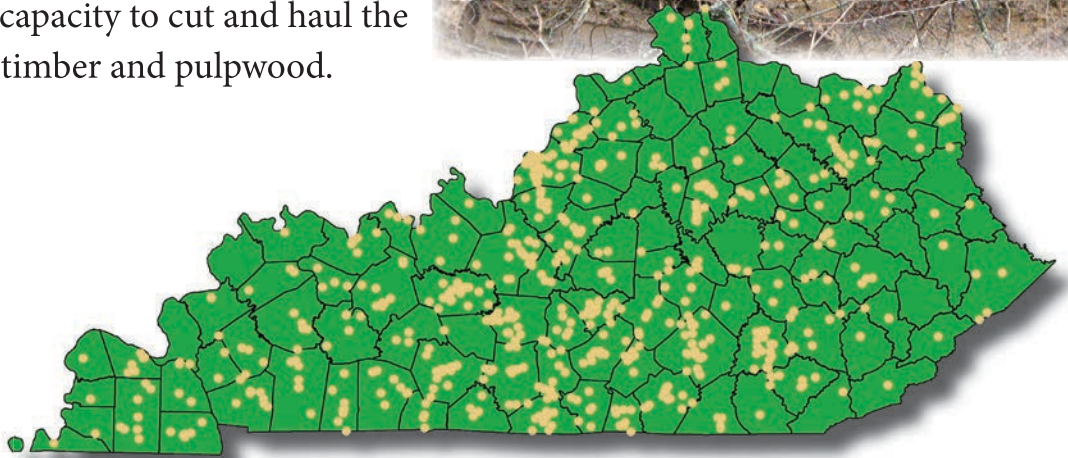 capacity to cut and haul the
timber and pulpwood.